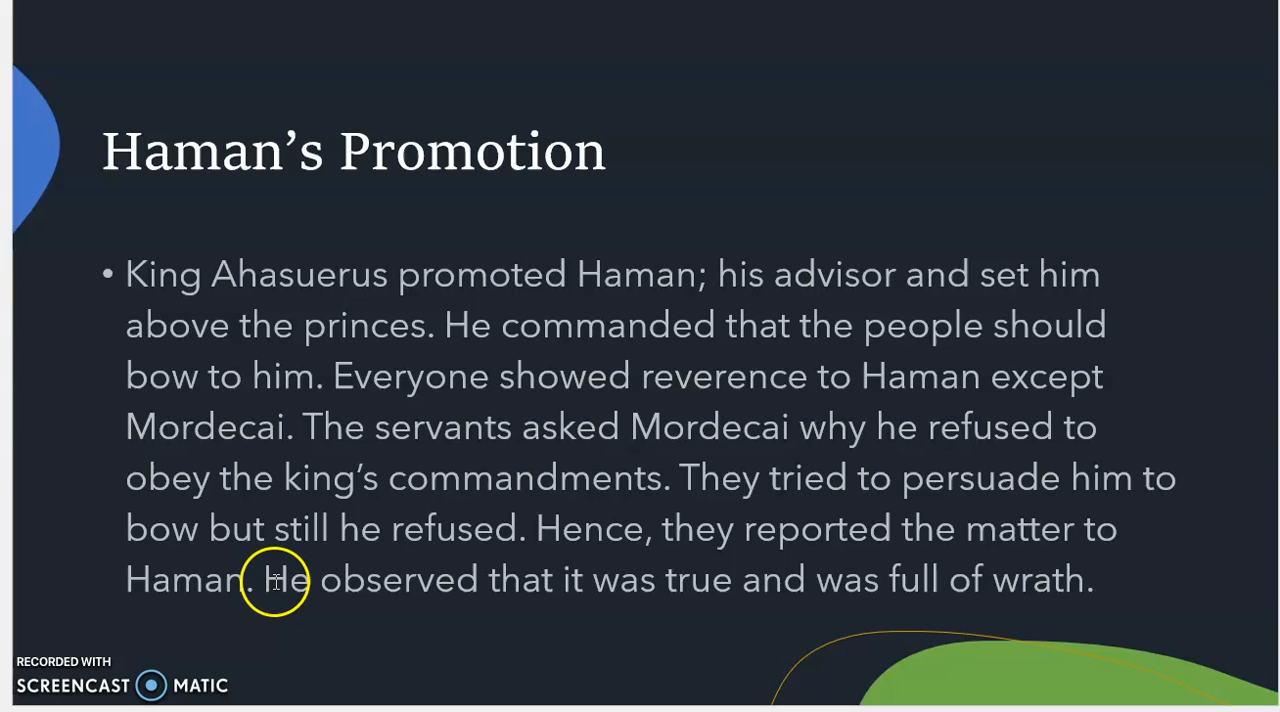 Haman’s Promotion
• King Ahasuerus promoted Haman; his advisor and set him
above the princes. He commanded that the people should
bow to him. Everyone showed reverence to Haman except
Mordecai. The servants asked Mordecai why he refused to
obey the king’s commandments. They tried to persuade him to
bow but still he refused. Hence, they reported the matter to
Haman. He observed that it was true and was full of wrath.
RECORDED WITH
SCREENCAST MATIC